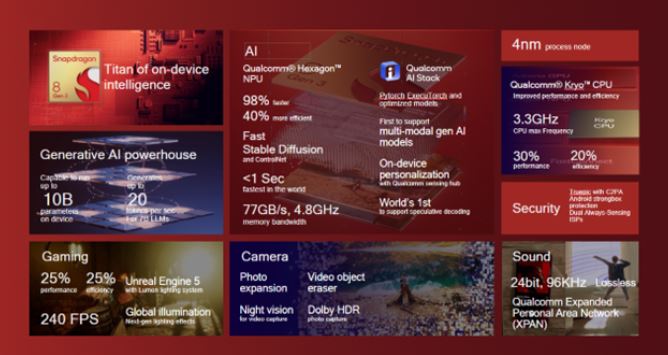 Snapdragon
8
Gen 3
Titan of on-device
intelligence
Generative AI powerhouse
Capable to run
up to
10B
parameters
on device
Generates
up to
20
tokens per sec
For 7B LLMs
AI
Qualcomm® Hexagon™
NPU
98% faster
40% more efficient
Fast
Stable Diffusion
and ControlNet
<1 Sec
fastest in the world
77GB/s, 4.8GHz
memory bandwidth
Qualcomm
AI Stock
Pytorch ExecuTorch and
optimized models
First to support
multi-modal gen AI
models
On-device
personalization
with Qualcomm sensing hub
World's 1st
to support speculative decoding
4nm process node
Qualcomm® Kryo™ CPU
Improved performance and efficiency
3.3GHz
CPU max Frequency
Kryo
CPU
30%
performance
20%
efficiency
Security
Truepic with C2PA
Android strongbox
protection
Dual Always-Sensing
ISPs
Gaming
25%
performance
25%
efficiency
Unreal Engine 5
with Lumen lighting system
240 FPS
Global illumination
Next-gen lighting effects
Camera
Photo
expansion
Video object
eraser
Night vision
for video capture
Dolby HDR
photo capture
Sound
24bit, 96KHz Lossless
Qualcomm Expanded
Personal Area Network
(XPAN)